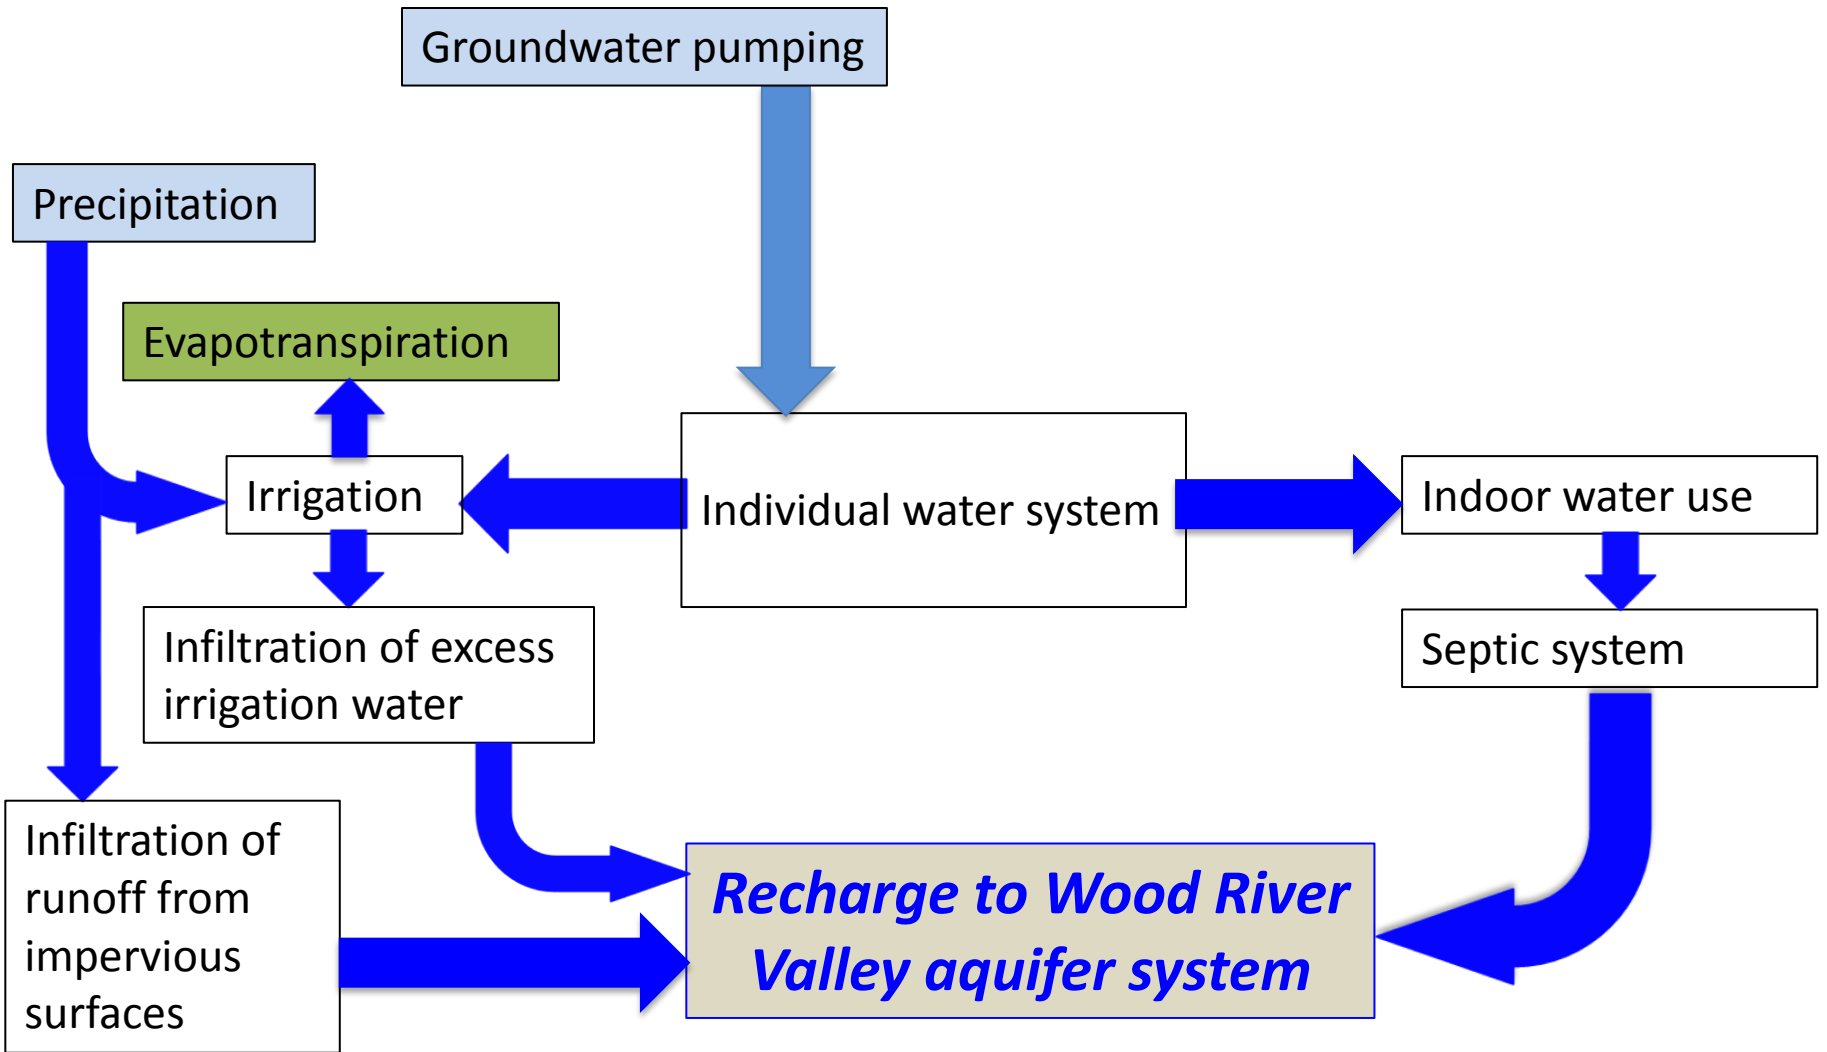 Groundwater pumping
Precipitation
Evapotranspiration
Irrigation
Individual water system
Indoor water use
Infiltration of excess
irrigation water
Septic system
Infiltration of
runoff from
impervious
surfaces
Recharge to Wood River
Valley aquifer system